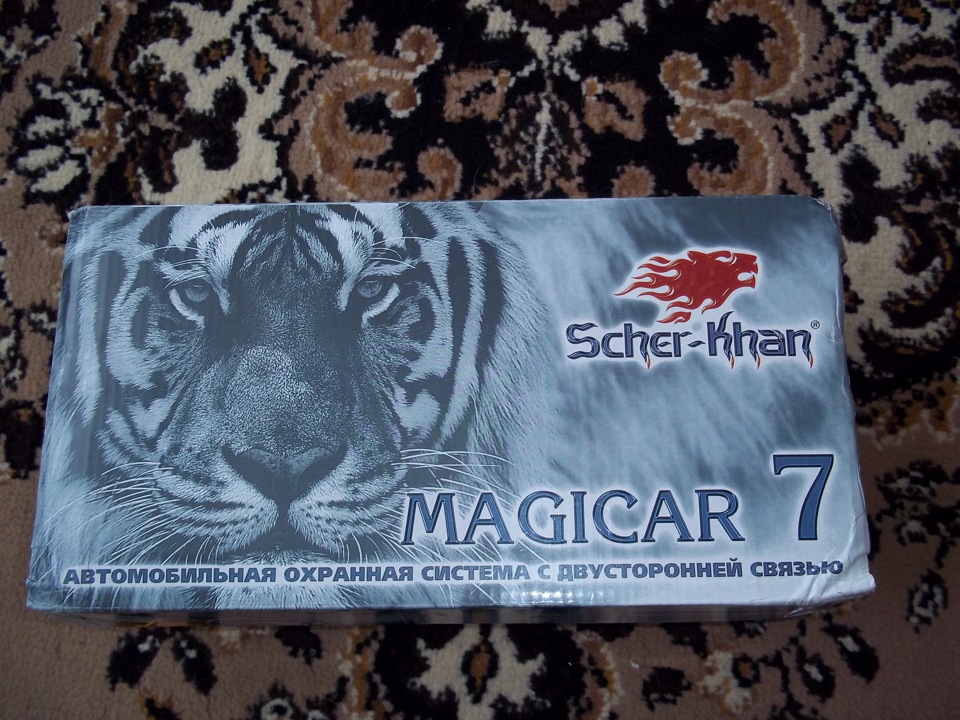 Scher-Khan®
MAGICAR 7
АВТОМОБИЛЬНАЯ ОХРАННАЯ СИСТЕМА С ДВУСТОРОННЕЙ СВЯЗЬЮ